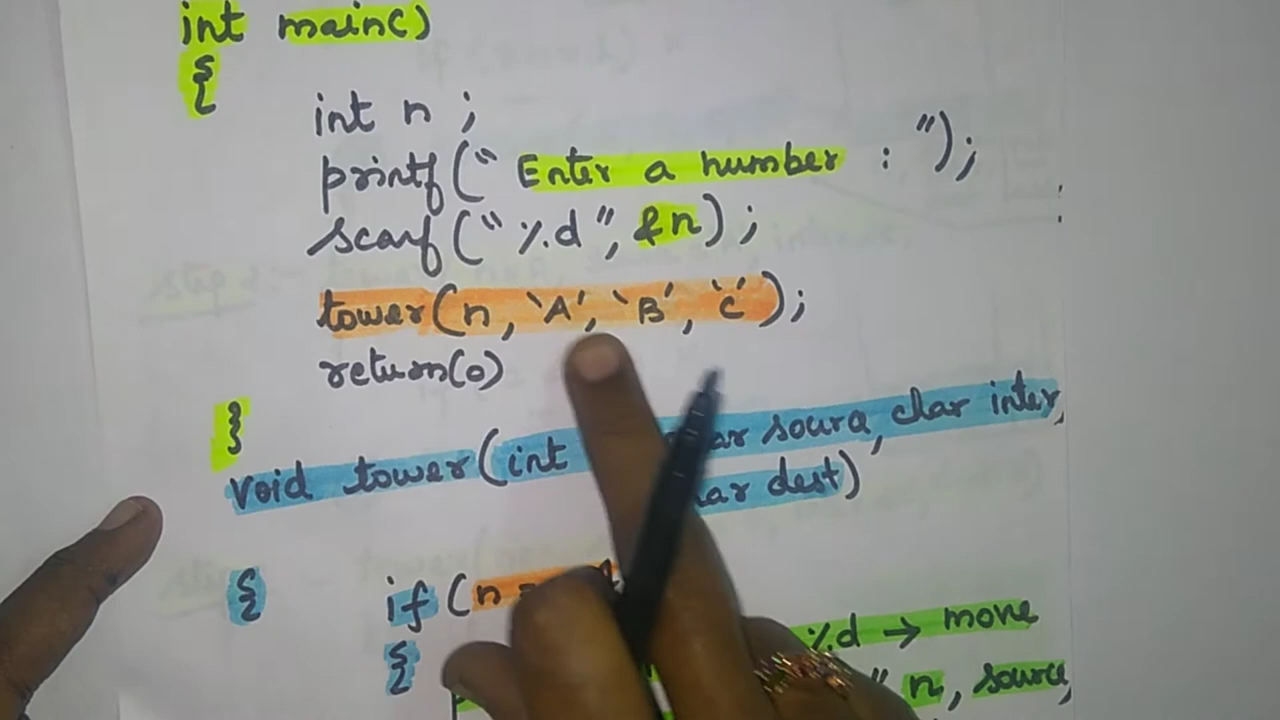 int main()
{
int n ;
printf(" Enter a number : ");
scanf(" %d ", &n) ;
tower(n, 'A', 'B', 'c');
return(0)
}
void tower(int sourq, char inter,
dest)
{ if (n =
{ %d → move
" n, source,